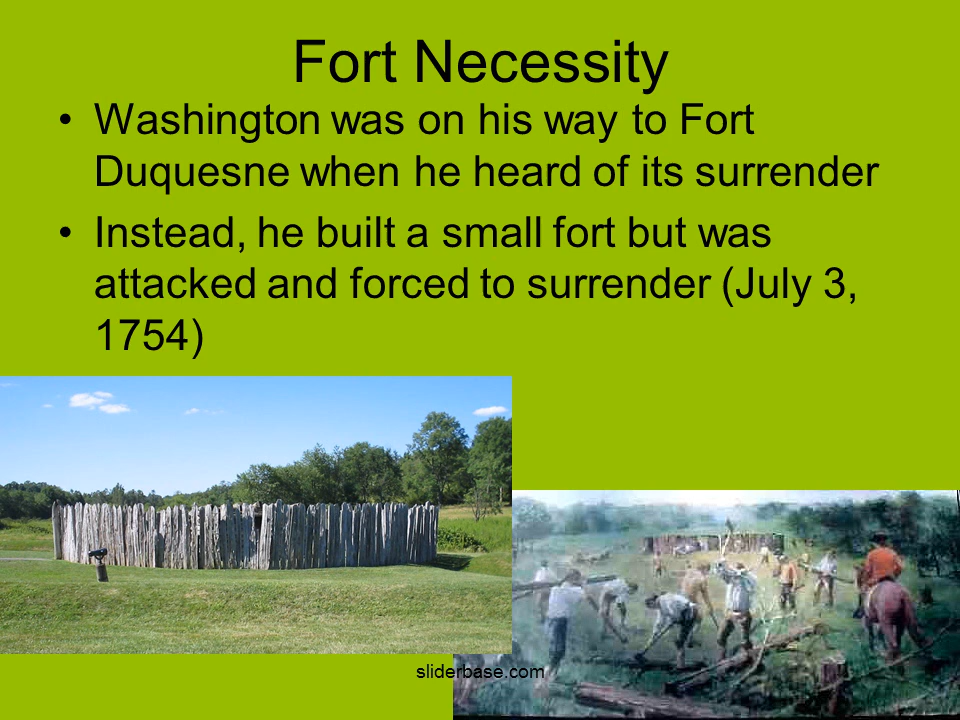 Fort Necessity
• Washington was on his way to Fort
Duquesne when he heard of its surrender
• Instead, he built a small fort but was
attacked and forced to surrender (July 3,
1754)
sliderbase.com